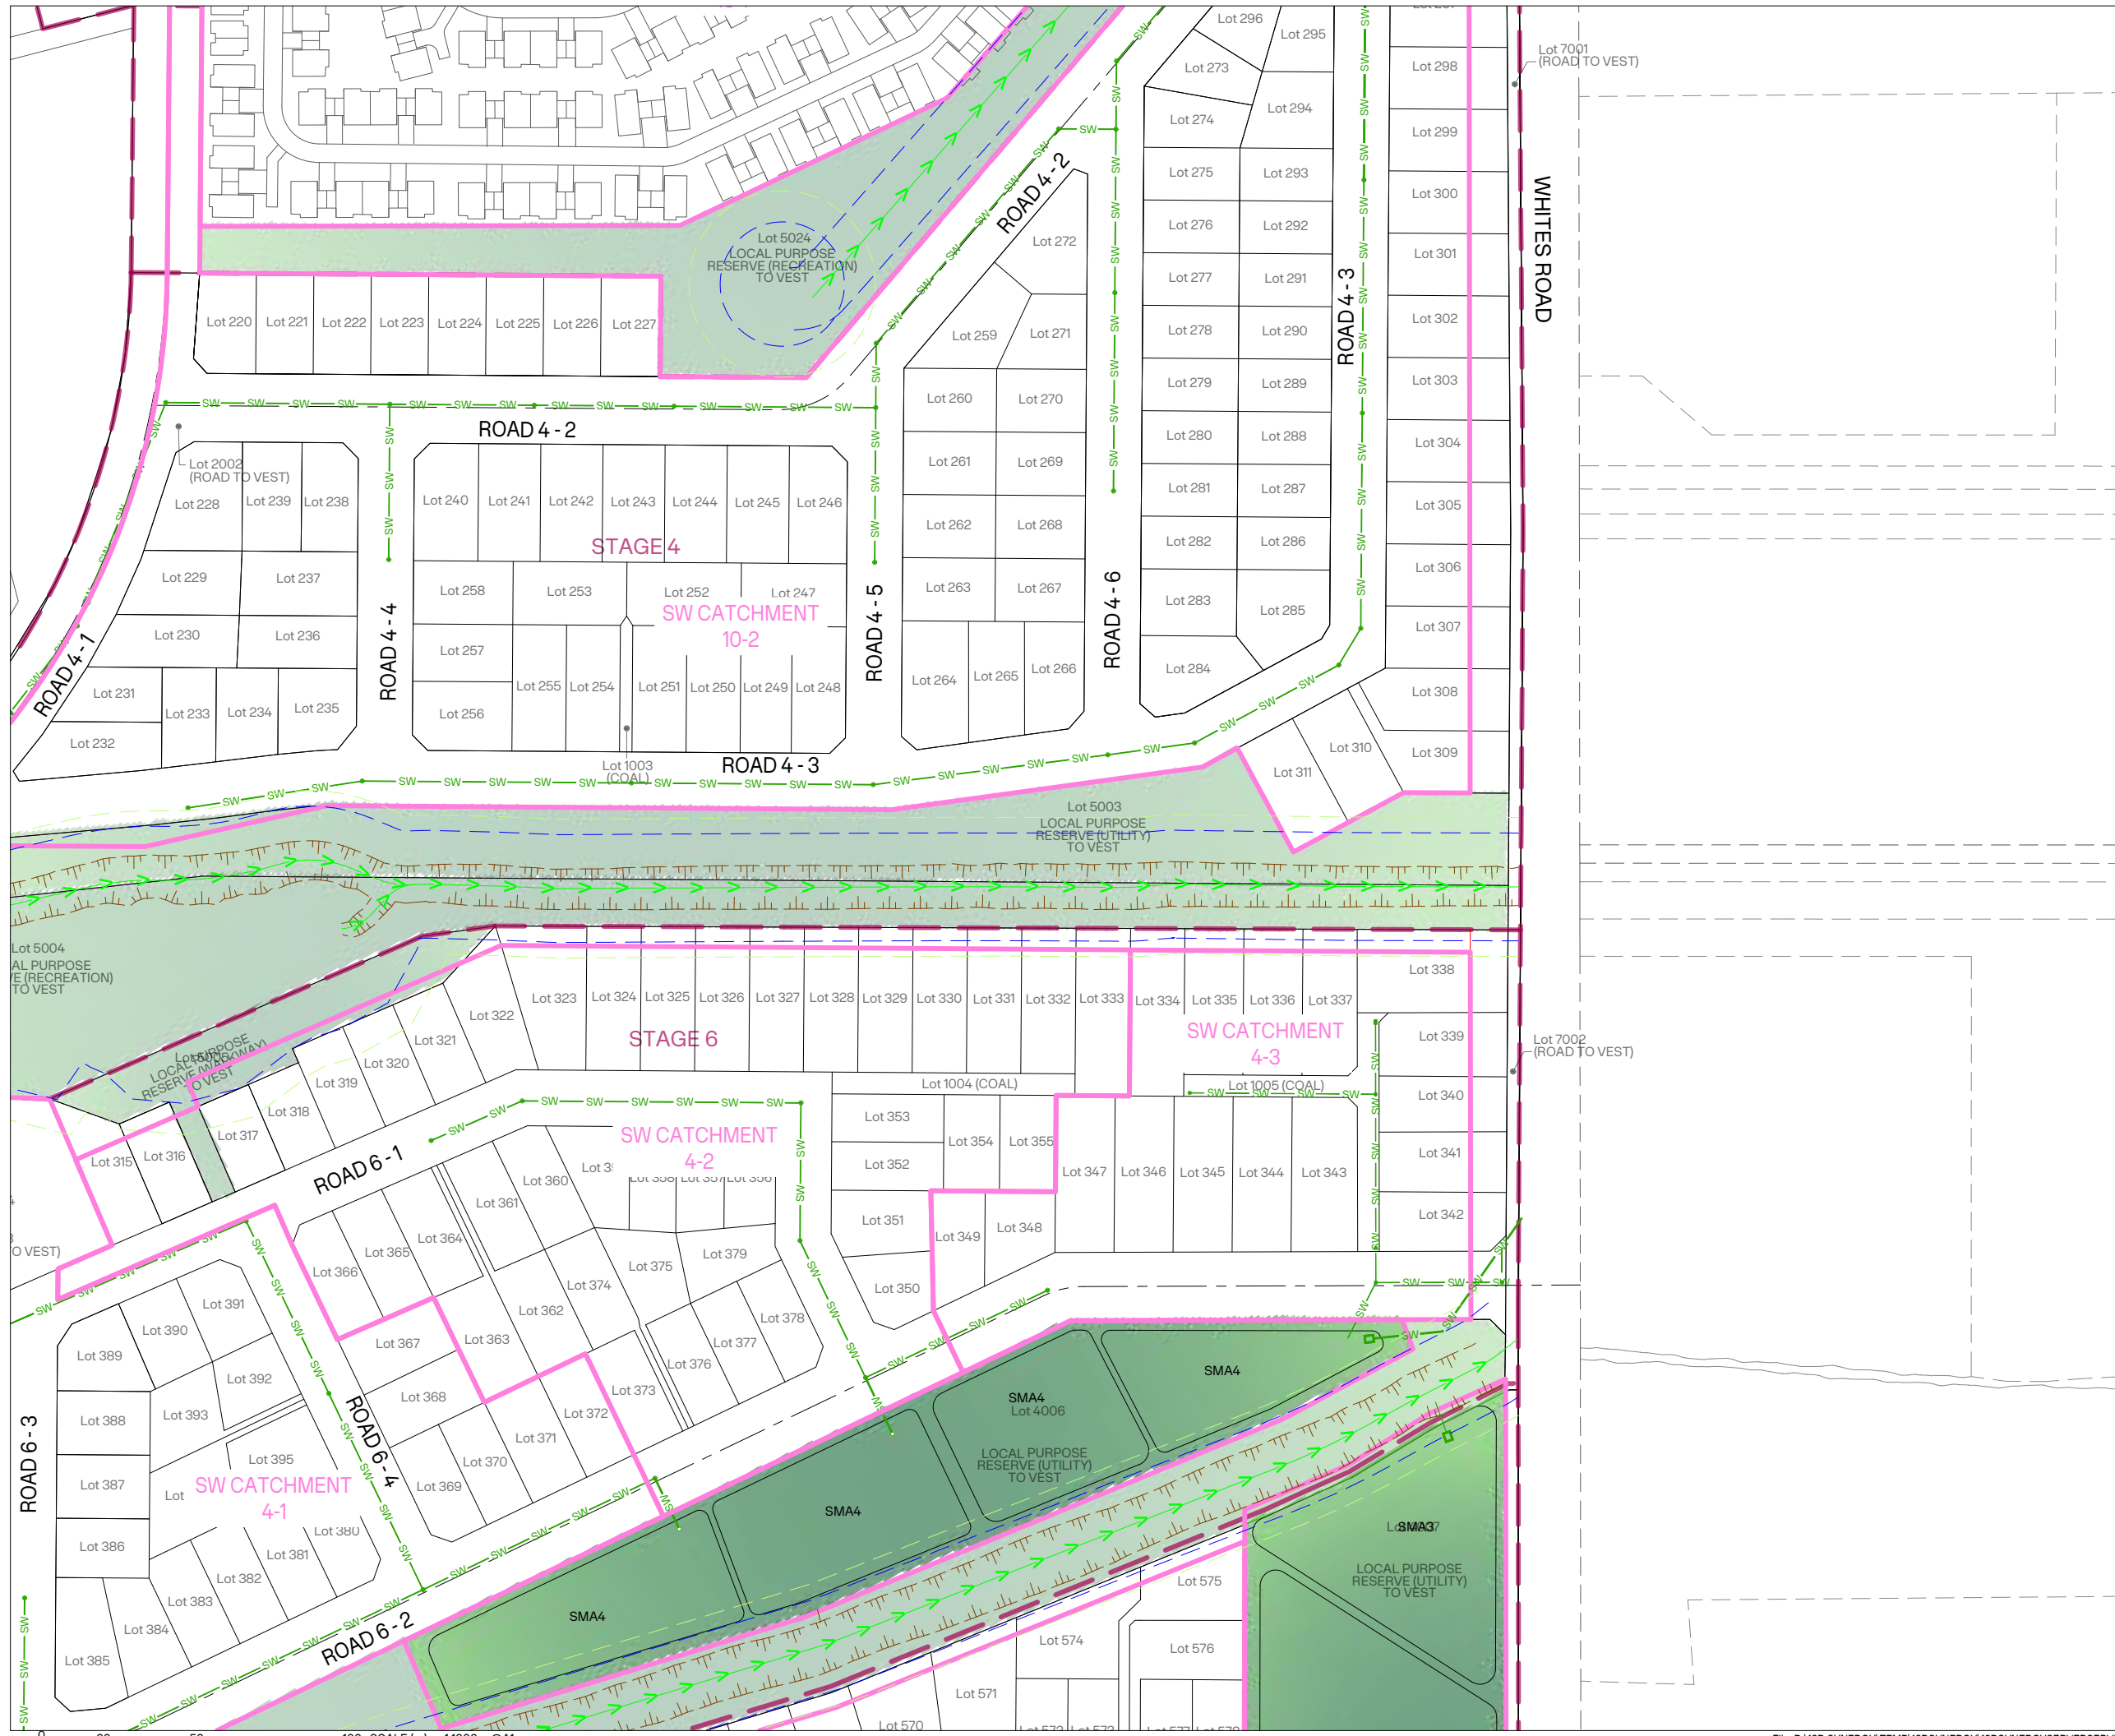 Lot 296
Lot 295
Lot 273
Lot 298
Lot 7001
(ROAD TO VEST)
Lot 274
Lot 294
Lot 299
ROAD 4 - 2
Lot 275
Lot 293
Lot 300
WHITES ROAD
Lot 5024
LOCAL PURPOSE
RESERVE (RECREATION)
TO VEST
Lot 272
Lot 276
Lot 292
Lot 301
Lot 277
Lot 291
ROAD 4 - 3
Lot 220
Lot 221
Lot 222
Lot 223
Lot 224
Lot 225
Lot 226
Lot 227
Lot 259
Lot 271
Lot 278
Lot 290
Lot 302
Lot 279
Lot 289
Lot 303
Lot 260
Lot 270
ROAD 4 - 2
Lot 280
Lot 288
Lot 304
Lot 2002
(ROAD TO VEST)
Lot 261
Lot 269
Lot 228
Lot 239
Lot 238
Lot 240
Lot 241
Lot 242
Lot 243
Lot 244
Lot 245
Lot 246
Lot 281
Lot 287
Lot 305
Lot 262
Lot 268
STAGE 4
Lot 282
Lot 286
Lot 306
Lot 229
Lot 237
Lot 258
Lot 253
Lot 252
Lot 247
Lot 263
Lot 267
Lot 283
Lot 285
SW CATCHMENT
10-2
Lot 307
Lot 230
Lot 236
ROAD 4 - 1
ROAD 4 - 4
ROAD 4 - 5
ROAD 4 - 6
Lot 257
Lot 284
Lot 231
Lot 233
Lot 234
Lot 235
Lot 255
Lot 254
Lot 251
Lot 250
Lot 249
Lot 248
Lot 264
Lot 265
Lot 266
Lot 308
Lot 256
Lot 232
Lot 310
Lot 309
Lot 1003
(COAL)
ROAD 4 - 3
Lot 311
Lot 5003
LOCAL PURPOSE
RESERVE (UTILITY)
TO VEST
Lot 5004
AL PURPOSE
E (RECREATION)
TO VEST
Lot 338
Lot 323
Lot 324
Lot 325
Lot 326
Lot 327
Lot 328
Lot 329
Lot 330
Lot 331
Lot 332
Lot 333
Lot 334
Lot 335
Lot 336
Lot 337
Lot 322
STAGE 6
SW CATCHMENT
4-3
Lot 339
Lot 7002
(ROAD TO VEST)
Lot 321
Lot 320
LOCAL PURPOSE
RESERVE (WALKWAY)
TO VEST
Lot 319
Lot 1004 (COAL)
Lot 1005 (COAL)
Lot 340
Lot 318
Lot 317
Lot 353
Lot 354
Lot 355
SW CATCHMENT
4-2
Lot 315
Lot 316
ROAD 6 - 1
Lot 352
Lot 347
Lot 346
Lot 345
Lot 344
Lot 343
Lot 341
Lot 360
Lot 358
Lot 357
Lot 356
Lot 361
Lot 351
Lot 349
Lot 348
Lot 342
O VEST)
Lot 365
Lot 364
Lot 379
Lot 375
Lot 366
Lot 374
Lot 350
Lot 391
Lot 362
Lot 378
Lot 390
Lot 367
Lot 363
Lot 377
Lot 389
Lot 376
Lot 392
Lot 373
SMA4
Lot 368
SMA4
Lot 4006
Lot 388
Lot 393
Lot 372
ROAD 6 - 4
Lot 371
LOCAL PURPOSE
RESERVE (UTILITY)
TO VEST
Lot 395
Lot 370
ROAD 6 - 3
Lot 387
Lot
SW CATCHMENT
4-1
Lot 369
SMA4
SMA3
Lot 380
Lot 386
Lot 381
LOCAL PURPOSE
RESERVE (UTILITY)
TO VEST
Lot 382
Lot 575
Lot 383
SMA4
Lot 384
ROAD 6 - 2
Lot 574
Lot 576
Lot 385
Lot 571
Lot 570